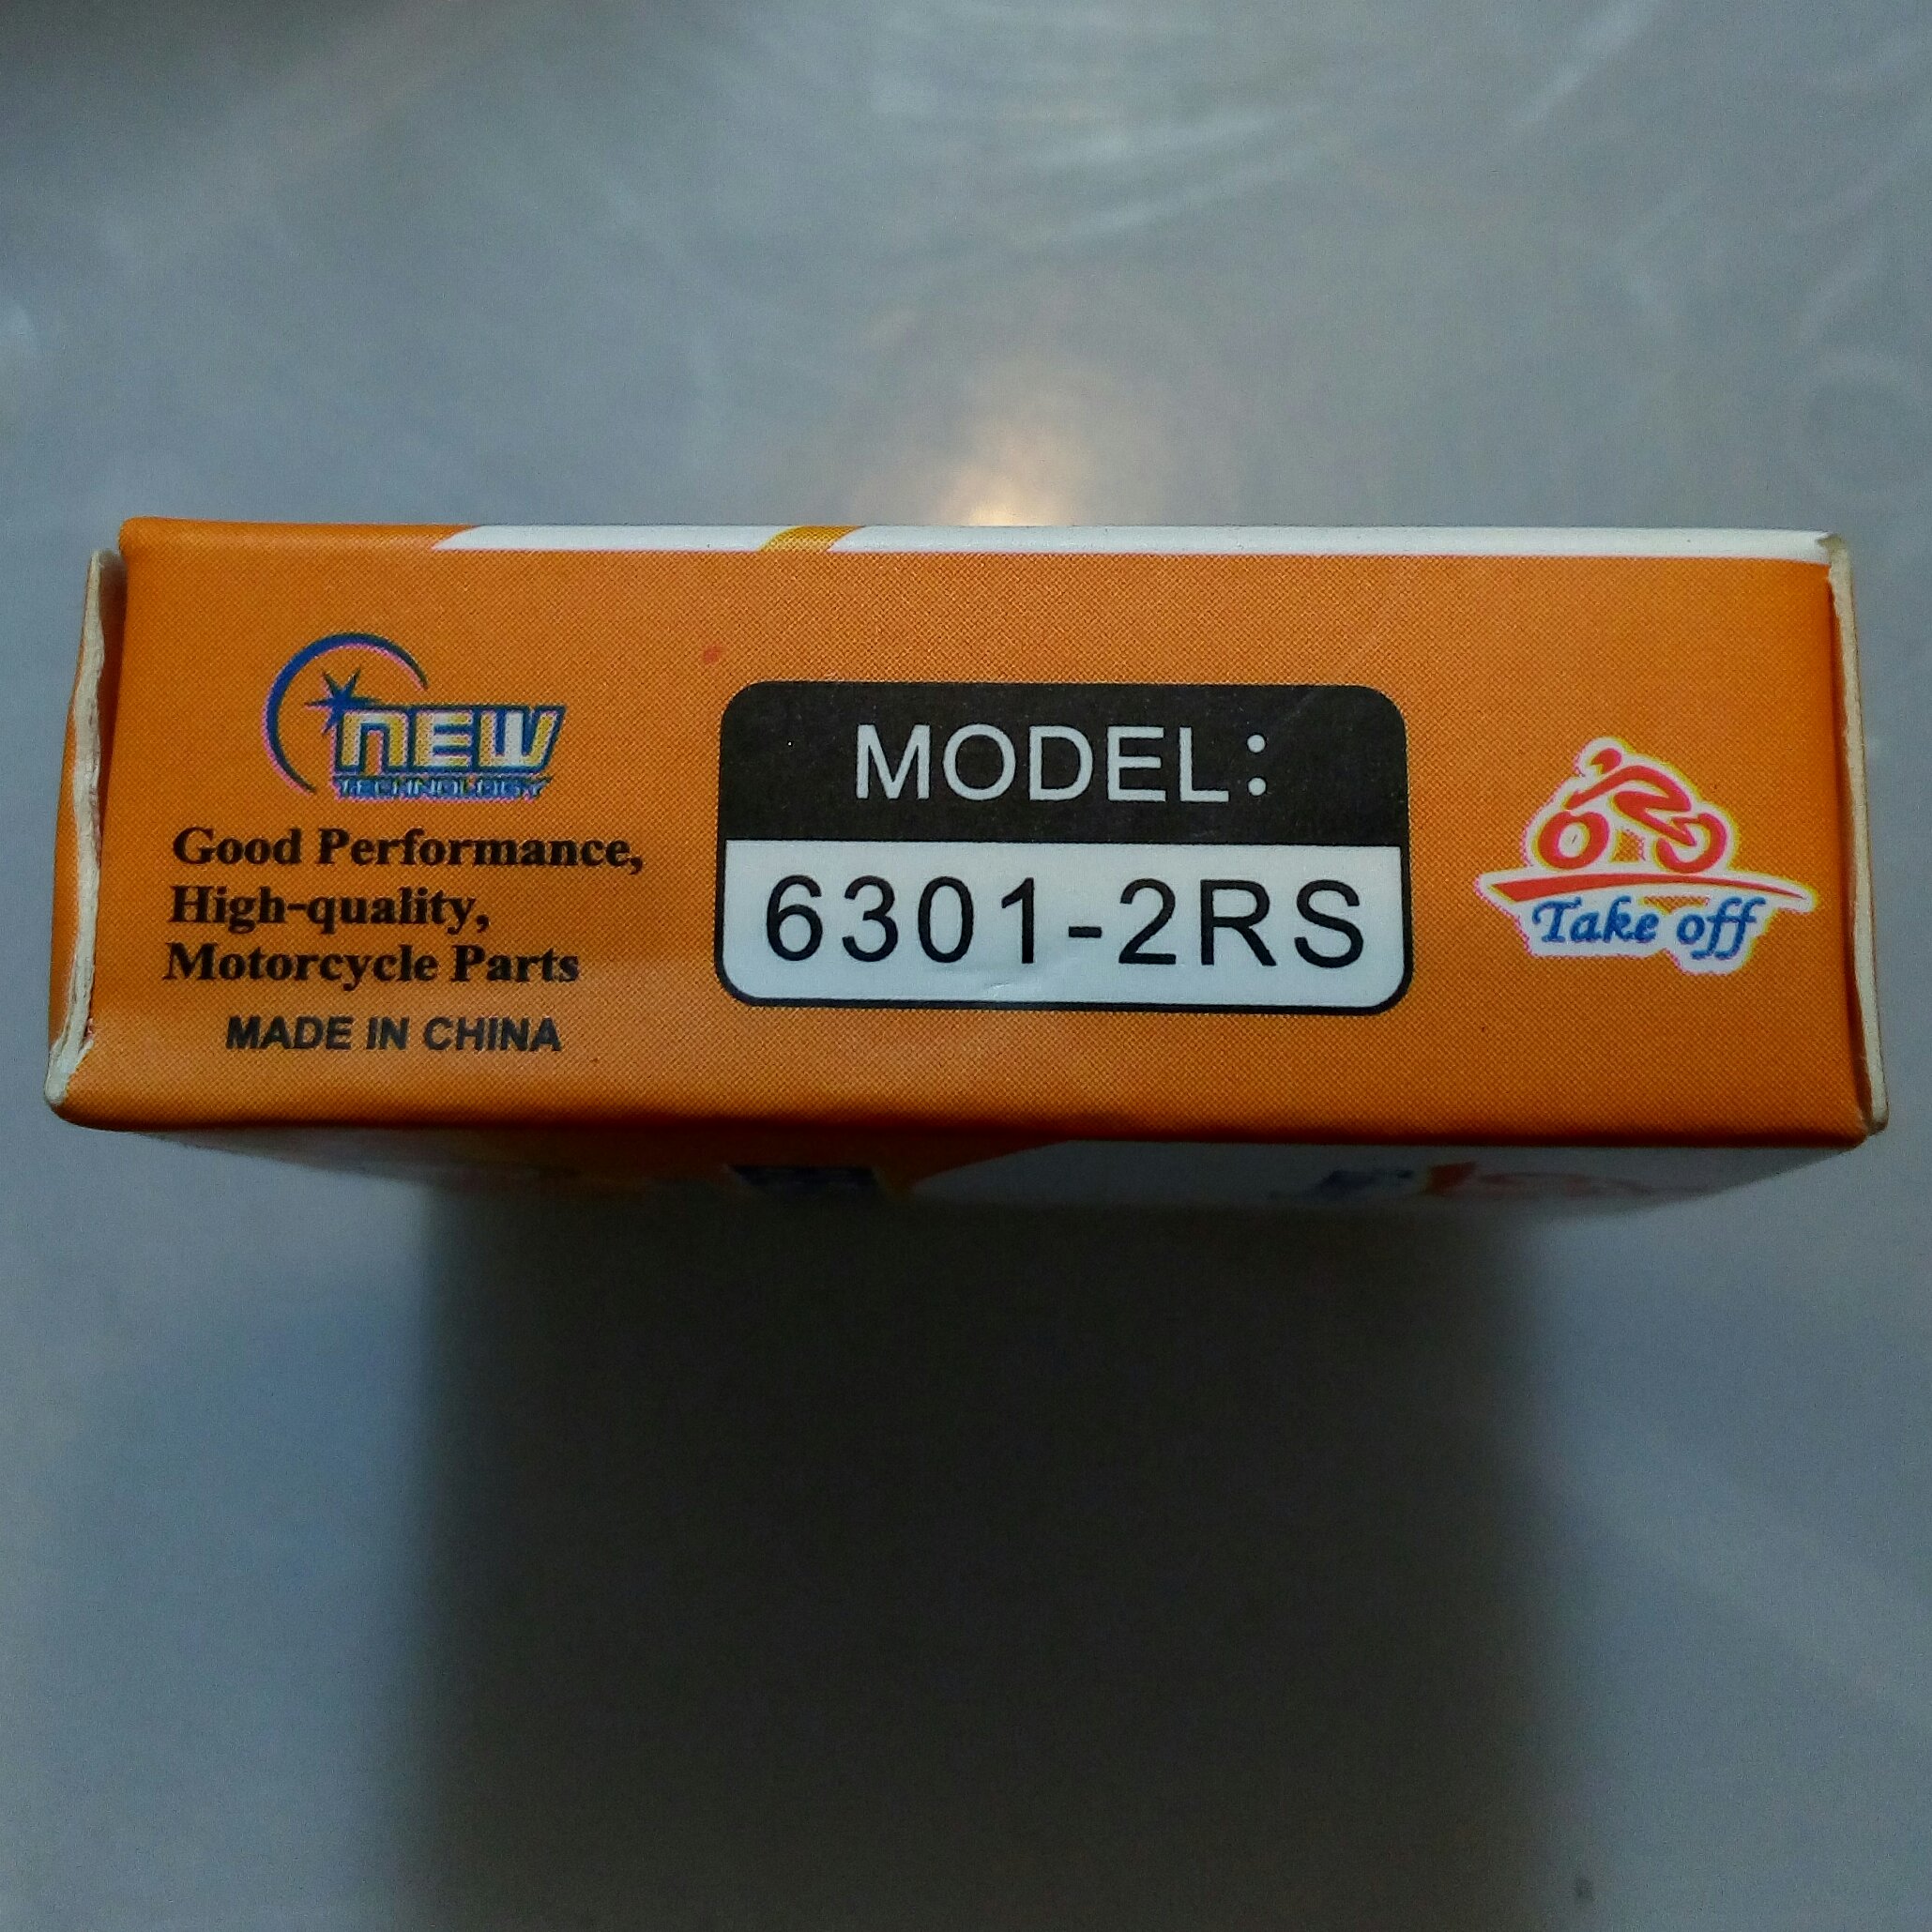 NEW
TECHNOLOGY
Good Performance,
High-quality,
Motorcycle Parts
MADE IN CHINA
MODEL:
6301-2RS
Take off